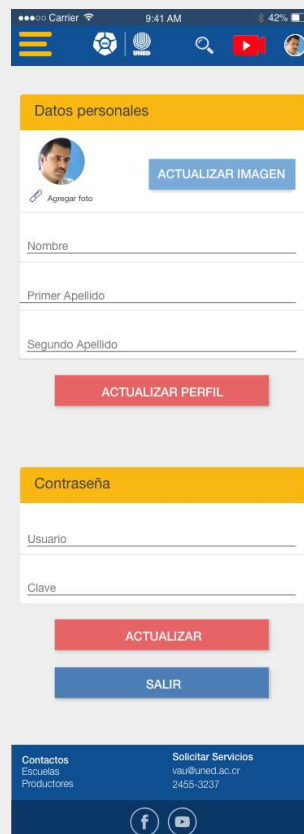 Carrier 9:41 AM 42%
UNED
Datos personales
ACTUALIZAR IMAGEN
Agregar foto
Nombre
Primer Apellido
Segundo Apellido
ACTUALIZAR PERFIL
Contraseña
Usuario
Clave
ACTUALIZAR
SALIR
Contactos
Escuelas
Productores
Solicitar Servicios
vau@uned.ac.cr
2455-3237